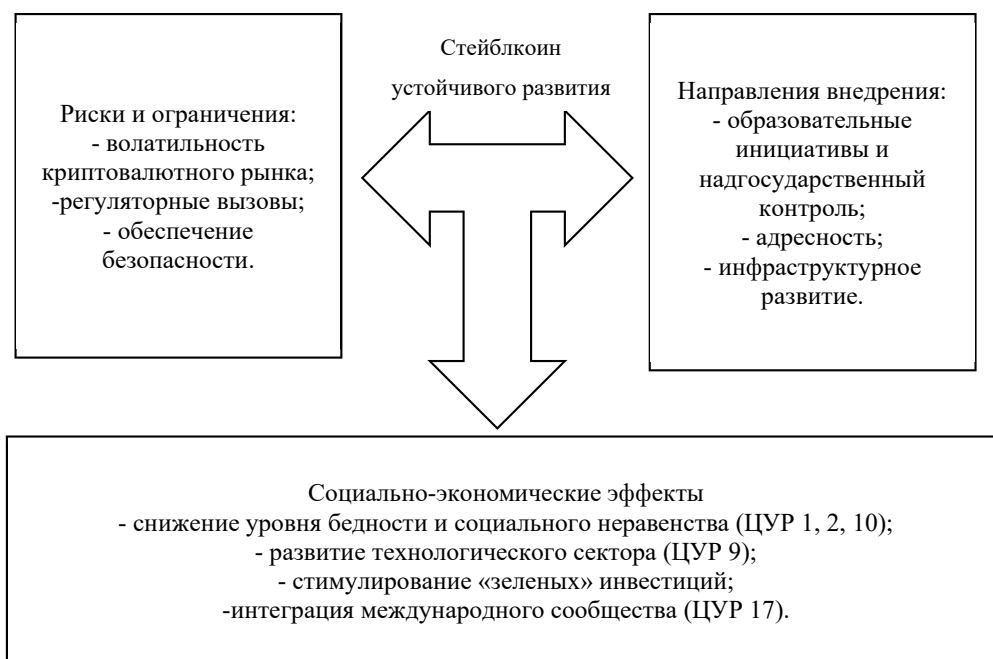 Стейблкоин
устойчивого развития
Риски и ограничения:
- волатильность
криптовалютного рынка;
-регуляторные вызовы;
- обеспечение
безопасности.
Направления внедрения:
- образовательные
инициативы и
надгосударственный
контроль;
- адресность;
- инфраструктурное
развитие.
Социально-экономические эффекты
- снижение уровня бедности и социального неравенства (ЦУР 1, 2, 10);
- развитие технологического сектора (ЦУР 9);
- стимулирование «зеленых» инвестиций;
-интеграция международного сообщества (ЦУР 17).